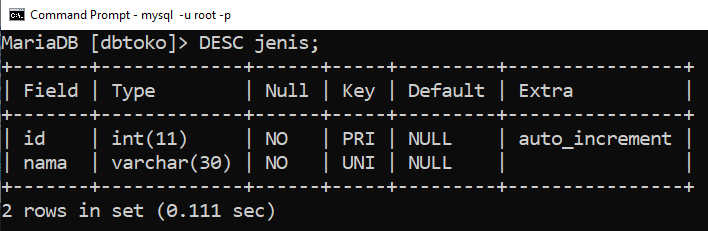 Command Prompt - mysql -u root -p
MariaDB [dbtoko]> DESC jenis;
+-------+-------------+------+-----+---------+----------------+
| Field | Type        | Null | Key | Default | Extra          |
+-------+-------------+------+-----+---------+----------------+
| id    | int(11)     | NO   | PRI | NULL    | auto_increment |
| nama  | varchar(30) | NO   | UNI | NULL    |                |
+-------+-------------+------+-----+---------+----------------+
2 rows in set (0.111 sec)